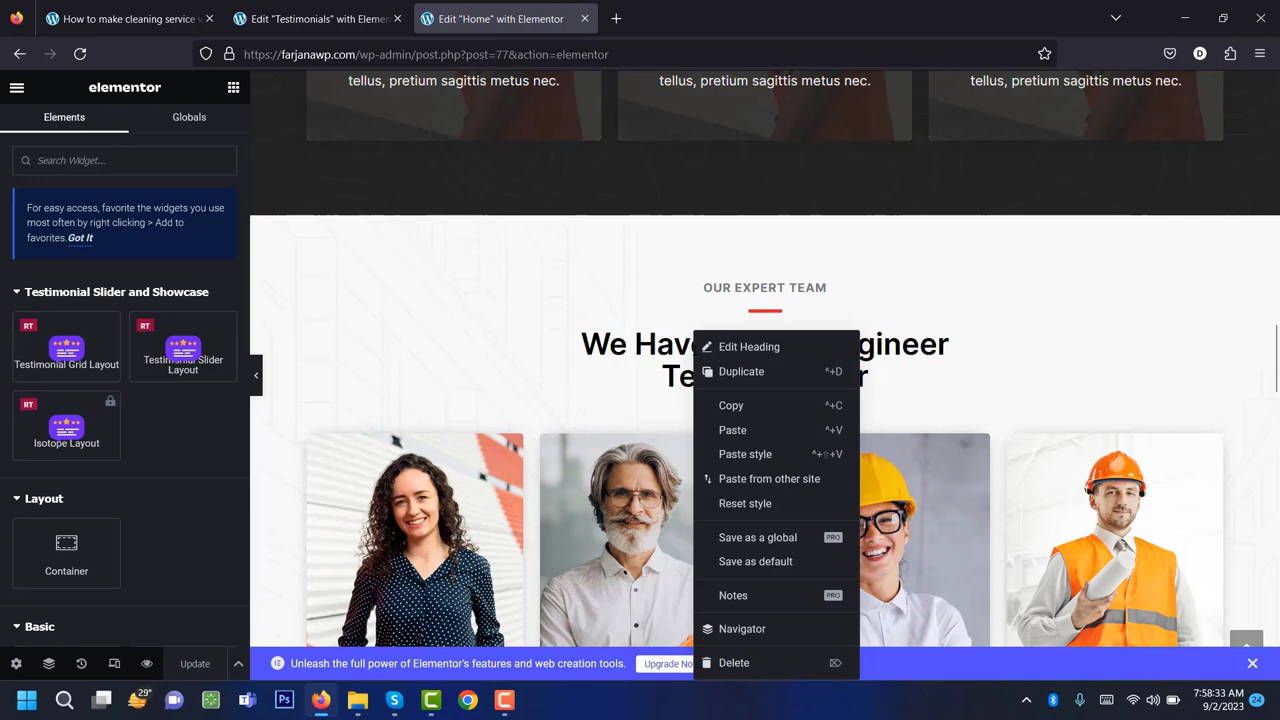 How to make cleaning service w
Edit "Testimonials" with Elemen
Edit "Home" with Elementor
https://farjanawp.com/wp-admin/post.php?post=77&action=elementor
elementor
Elements
Globals
Search Widget...
For easy access, favorite the widgets you use
most often by right clicking > Add to
favorites. Got It
Testimonial Slider and Showcase
RT
Testimonial Grid Layout
RT
Testimonial Slider
Layout
RT
Isotope Layout
Layout
Container
Basic
Update
tellus, pretium sagittis metus nec.
tellus, pretium sagittis metus nec.
tellus, pretium sagittis metus nec.
OUR EXPERT TEAM
We Hav
gineer
Te
r
Edit Heading
Duplicate ^+D
Copy ^+C
Paste ^+V
Paste style ^+⇧+V
Paste from other site
Reset style
Save as a global PRO
Save as default
Notes PRO
Navigator
Delete ⌦
Unleash the full power of Elementor's features and web creation tools.
Upgrade No
29°
Ps
7:58:33 AM
9/2/2023
24